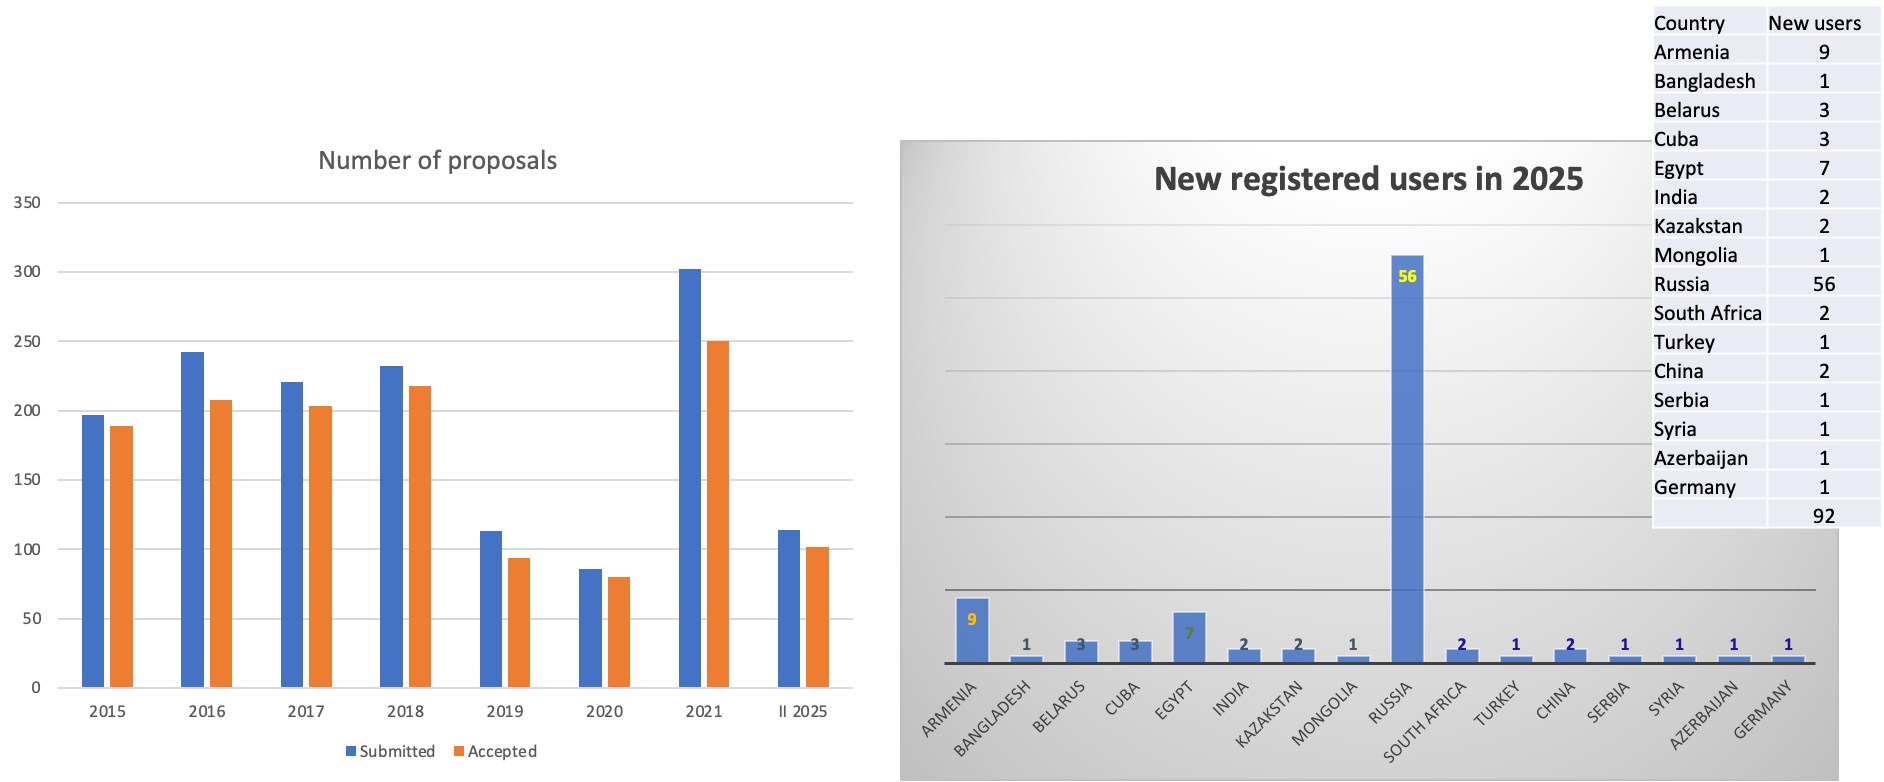 Number of proposals
350
300
250
200
150
100
50
0
2015 2016 2017 2018 2019 2020 2021 II 2025
Submitted Accepted
New registered users in 2025
9 1 3 3 7 2 2 1 56 2 1 2 1 1 1 1
ARMENIA
BANGLADESH
BELARUS
CUBA
EGYPT
INDIA
KAZAKSTAN
MONGOLIA
RUSSIA
SOUTH AFRICA
TURKEY
CHINA
SERBIA
SYRIA
AZERBAIJAN
GERMANY
Country New users
Armenia 9
Bangladesh 1
Belarus 3
Cuba 3
Egypt 7
India 2
Kazakstan 2
Mongolia 1
Russia 56
South Africa 2
Turkey 1
China 2
Serbia 1
Syria 1
Azerbaijan 1
Germany 1
92